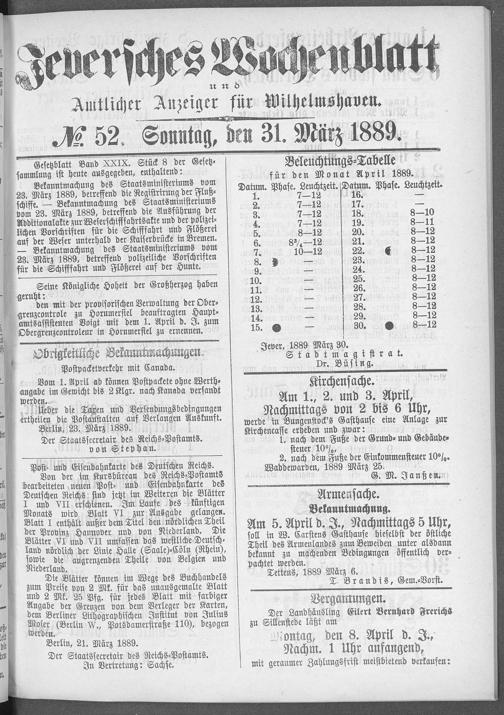 Jeversches Wochenblatt
und
Amtlicher Anzeiger für Wilhelmshaven.
№ 52. Sonntag, den 31. März 1889.
Gesetzblatt Band XXIX. Stück 8 der Gesetz-
sammlung ist heute ausgegeben, enthaltend:
Bekanntmachung des Staatsministeriums vom
23. März 1889, betreffend die Registrirung der Fluß-
schiffe. — Bekanntmachung des Staatsministeriums
vom 23. März 1889, betreffend die Ausführung der
Additionalakte zur Weserschifffahrtsakte und der polizei-
lichen Vorschriften für die Schifffahrt und Flößerei
auf der Weser unterhalb der Kaiserbrücke in Bremen.
— Bekanntmachung des Staatsministeriums vom
23. März 1889, betreffend polizeiliche Vorschriften
für die Schifffahrt und Flößerei auf der Hunte.
Seine Königliche Hoheit der Großherzog haben
geruht:
den mit der provisorischen Verwaltung der Ober-
grenzcontrole zu Horumersiel beauftragten Haupt-
amtsassistenten Voigt mit dem 1. April d. J. zum
Obergrenzcontroleur in Horumersiel zu ernennen.
Obrigkeitliche Bekanntmachungen.
Postpaketverkehr mit Canada.
Vom 1. April ab können Postpakete ohne Werth-
angabe im Gewicht bis 2 Klgr. nach Kanada versandt
werden.
Ueber die Taxen und Versendungsbedingungen
ertheilen die Postanstalten auf Verlangen Auskunft.
Berlin, 23. März 1889.
Der Staatssecretair des Reichs-Postamts.
von Stephan.
Post- und Eisenbahnkarte des Deutschen Reichs.
Von der im Kursbüreau des Reichs-Postamts
bearbeiteten neuen Post- und Eisenbahnkarte des
Deutschen Reichs sind jetzt im Weiteren die Blätter
I und VII erschienen. Im Laufe des künftigen
Monats wird Blatt VI zur Ausgabe gelangen.
Blatt I enthält außer dem Titel den nördlichen Theil
der Provinz Hannover und von Niederland. Die
Blätter VI und VII umfassen das westliche Deutsch-
land nördlich der Linie Halle (Saale)-Cöln (Rhein),
sowie die angrenzenden Theile von Belgien und
Niederland.
Die Blätter können im Wege des Buchhandels
zum Preise von 2 Mk. für das unausgemalte Blatt
und 2 Mk. 25 Pfg. für jedes Blatt mit farbiger
Angabe der Grenzen von dem Verleger der Karten,
dem Berliner Lithographischen Institut von Julius
Moser (Berlin W., Potsdamerstraße 110), bezogen
werden.
Berlin, 21. März 1889.
Der Staatssecretair des Reichs-Postamts.
In Vertretung: Sachse.
Beleuchtungs-Tabelle
für den Monat April 1889.
Datum. Phase. Leuchtzeit. Datum. Phase. Leuchtzeit.
1. 7—12 16. —
2. 7—12 17. —
3. 7—12 18. 8—10
4. 7—12 19. 8—11
5. 8—12 20. 8—12
6. 8¾—12 21. 8—12
7. 10—12 22. 8—12
8. — 23. 8—12
9. — 24. 8—12
10. — 25. 8—12
11. — 26. 8—12
12. — 27. 8—12
13. — 28. 8—12
14. — 29. 8—12
15. — 30. 8—12
Jever, 1889 März 30.
Stadtmagistrat.
Dr. Büsing.
Kirchensache.
Am 1., 2. und 3. April,
Nachmittags von 2 bis 6 Uhr,
werde in Bungenstock's Gasthause eine Anlage zur
Kirchencasse erheben und zwar:
1. nach dem Fuße der Grund- und Gebäude-
steuer 10%,
2. nach dem Fuße der Einkommensteuer 10%.
Waddewarden, 1889 März 25.
G. M. Janßen.
Armensache.
Bekanntmachung.
Am 5. April d. J., Nachmittags 5 Uhr,
soll in W. Carstens Gasthause hieselbst der östliche
Theil des Armenlandes zum Beweiden unter alsdann
bekannt zu machenden Bedingungen öffentlich ver-
pachtet werden.
Tettens, 1889 März 6.
T. Brandis, Gem.-Vorst.
Vergantungen.
Der Landhäusling Eilert Bernhard Frerichs
zu Sillenstede läßt am
Montag, den 8. April d. J.,
Nachm. 1 Uhr anfangend,
mit geraumer Zahlungsfrist meistbietend verkaufen: